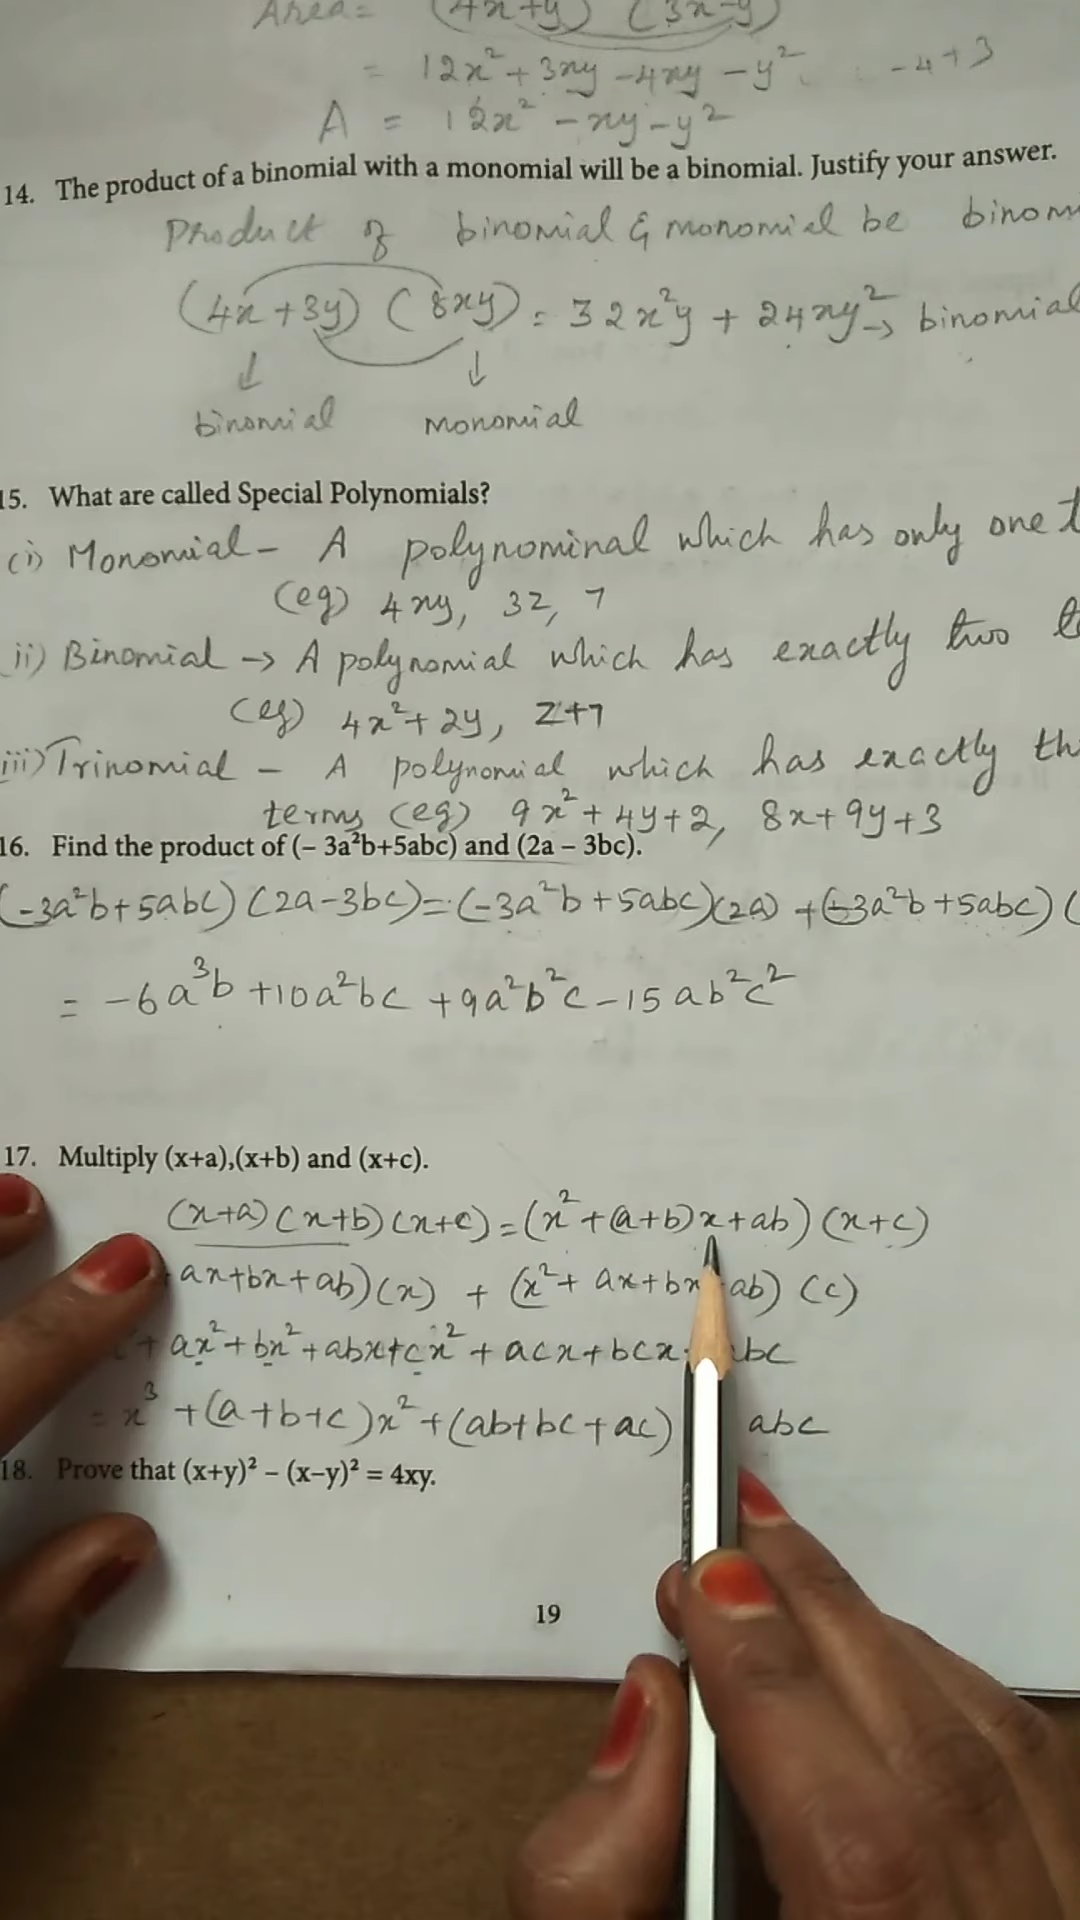 Area = (4x+y) (3x-y)
= 12x² + 3xy - 4xy - y² -4+3
A = 12x² - xy - y²
14. The product of a binomial with a monomial will be a binomial. Justify your answer.
Product of binomial & monomial be binom
(4x+3y) (8xy) = 32x²y + 24xy² → binomial
↓ ↓
binomial monomial
15. What are called Special Polynomials?
(i) Monomial - A polynominal which has only one t
(eg) 4xy, 32, 7
ii) Binomial → A polynomial which has exactly two te
(eg) 4x²+2y, Z+7
iii) Trinomial - A polynomial which has exactly th
terms (eg) 9x²+4y+2, 8x+9y+3
16. Find the product of (– 3a²b+5abc) and (2a – 3bc).
(-3a²b+5abc) (2a-3bc) = (-3a²b+5abc)(2a) + (-3a²b+5abc) (
= -6a³b +10a²bc +9a²b²c -15ab²c²
17. Multiply (x+a),(x+b) and (x+c).
(x+a) (x+b) (x+c) = (x²+(a+b)x+ab) (x+c)
ax+bx+ab)(x) + (x²+ax+bx ab) (c)
+ ax²+bx²+abx+cx²+acx+bcx bc
= x³ +(a+b+c)x²+(ab+bc+ac) abc
18. Prove that (x+y)² – (x–y)² = 4xy.
19